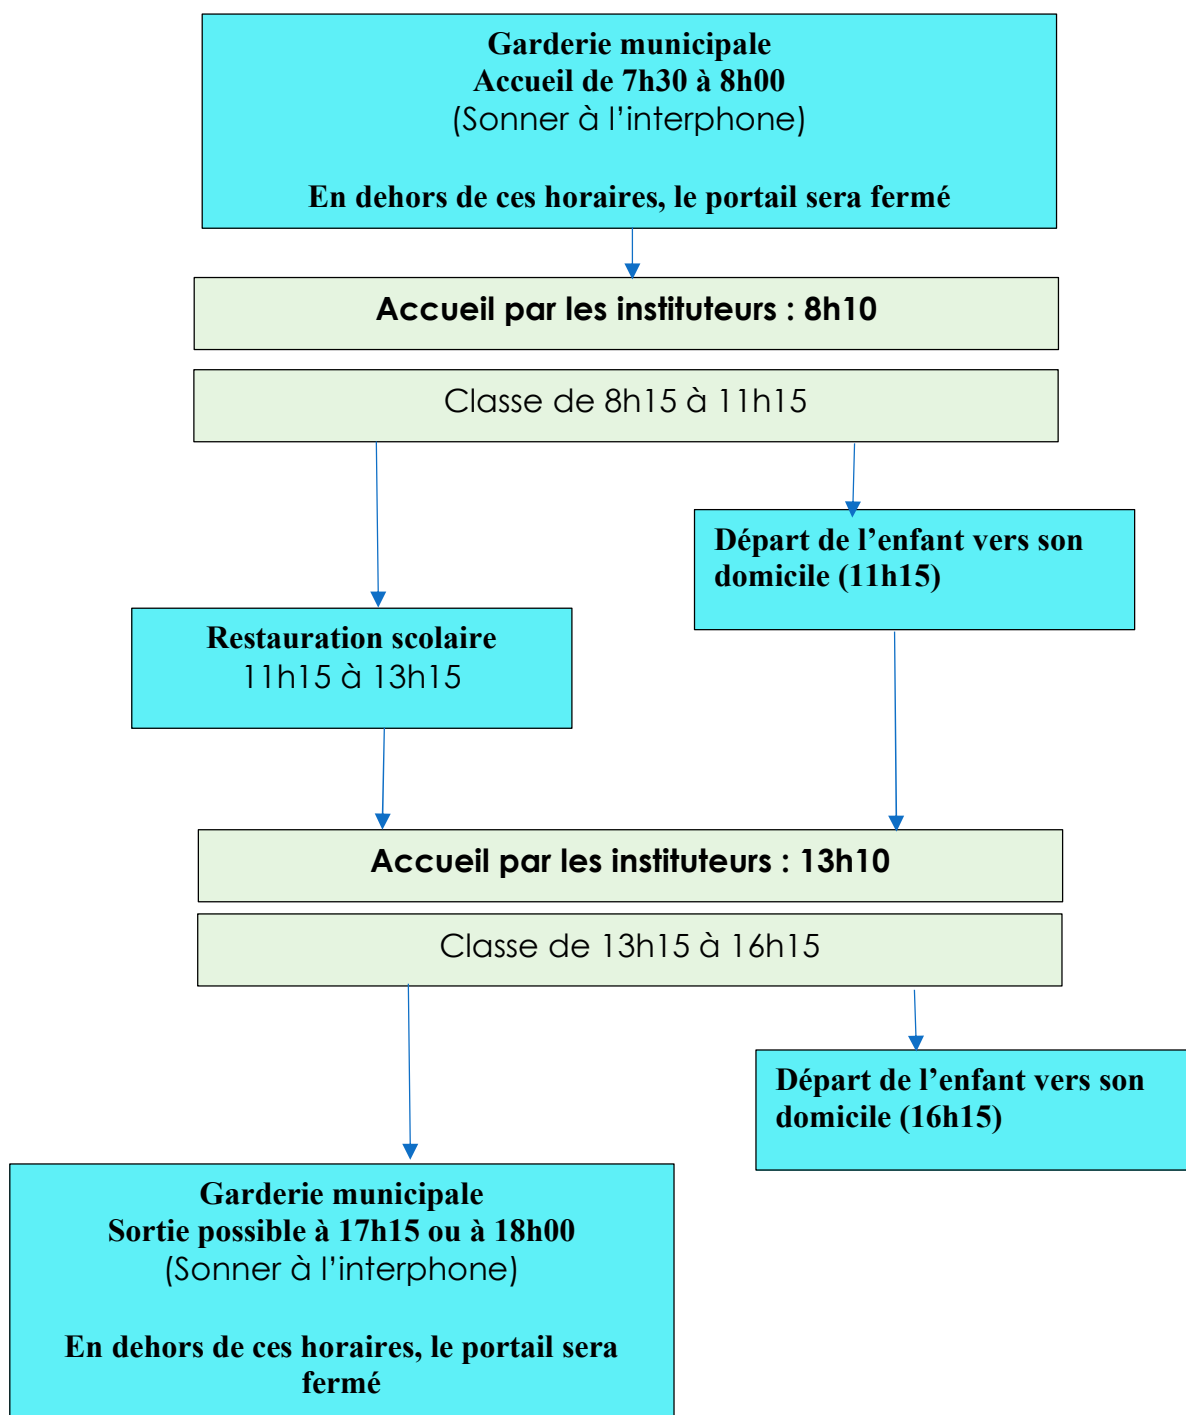 Garderie municipale
Accueil de 7h30 à 8h00
(Sonner à l’interphone)
En dehors de ces horaires, le portail sera fermé
Accueil par les instituteurs : 8h10
Classe de 8h15 à 11h15
Départ de l’enfant vers son
domicile (11h15)
Restauration scolaire
11h15 à 13h15
Accueil par les instituteurs : 13h10
Classe de 13h15 à 16h15
Départ de l’enfant vers son
domicile (16h15)
Garderie municipale
Sortie possible à 17h15 ou à 18h00
(Sonner à l’interphone)
En dehors de ces horaires, le portail sera
fermé